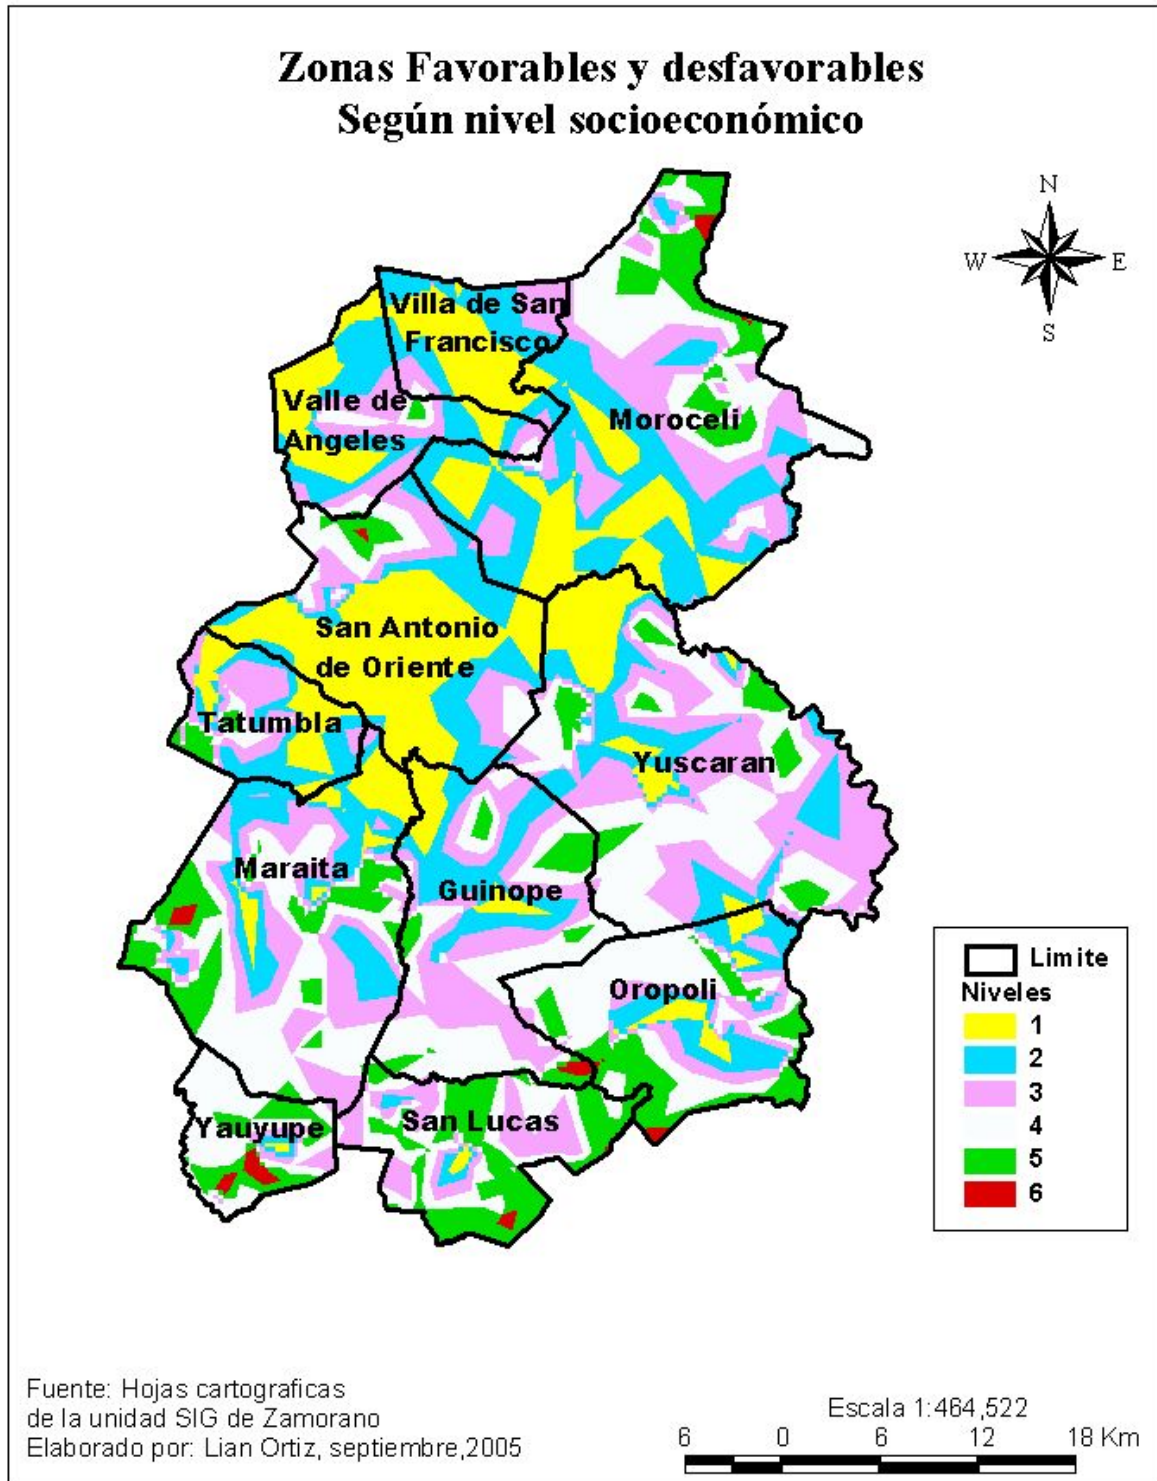 Zonas Favorables y desfavorables
Según nivel socioeconómico
N
W
E
S
Villa de San
Francisco
Valle de
Angeles
Moroceli
San Antonio
de Oriente
Tatumbla
Yuscaran
Maraita
Guinope
Oropoli
Yauyupe
San Lucas
Limite
Niveles
1
2
3
4
5
6
Fuente: Hojas cartograficas
de la unidad SIG de Zamorano
Elaborado por: Lian Ortiz, septiembre,2005
Escala 1:464,522
6 0 6 12 18 Km